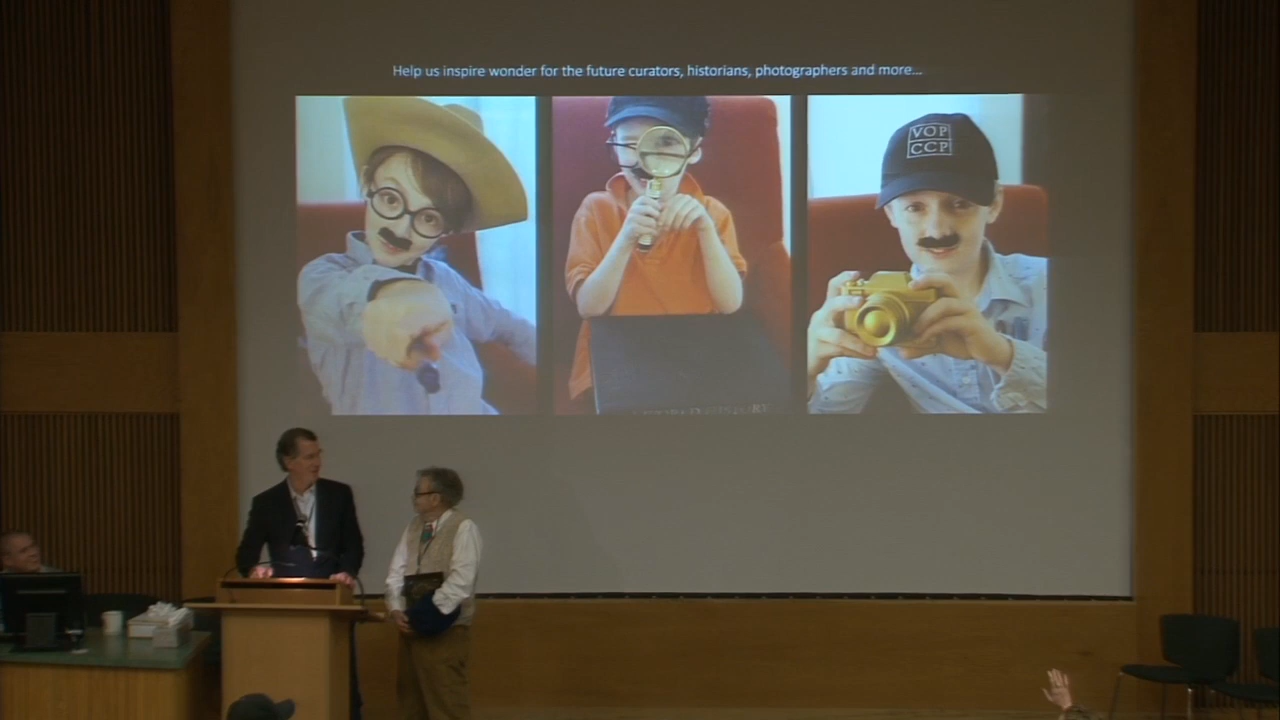 Help us inspire wonder for the future curators, historians, photographers and more...
VOP
CCP